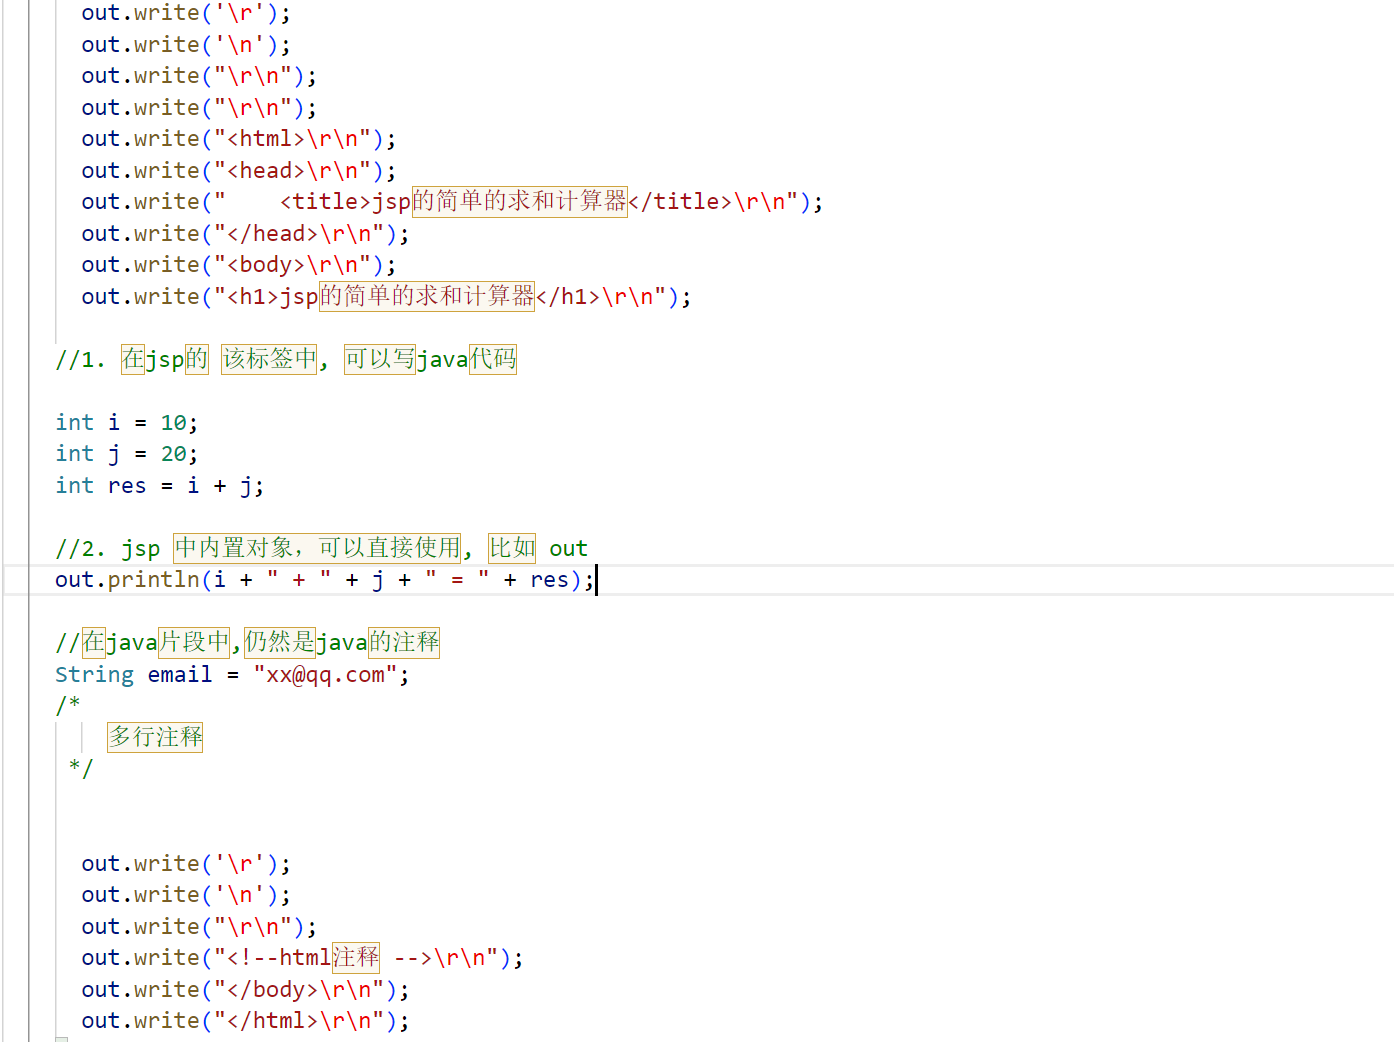 out.write('\r');
out.write('\n');
out.write("\r\n");
out.write("\r\n");
out.write("<html>\r\n");
out.write("<head>\r\n");
out.write("    <title>jsp的简单的求和计算器</title>\r\n");
out.write("</head>\r\n");
out.write("<body>\r\n");
out.write("<h1>jsp的简单的求和计算器</h1>\r\n");
//1. 在jsp的 该标签中, 可以写java代码
int i = 10;
int j = 20;
int res = i + j;
//2. jsp 中内置对象，可以直接使用, 比如 out
out.println(i + " + " + j + " = " + res);
//在java片段中,仍然是java的注释
String email = "xx@qq.com";
/*
多行注释
*/
out.write('\r');
out.write('\n');
out.write("\r\n");
out.write("<!--html注释 -->\r\n");
out.write("</body>\r\n");
out.write("</html>\r\n");